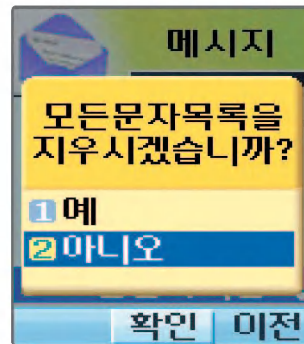 메시지
모든문자목록을
지우시겠습니까?
1 예
2 아니오
확인 이전